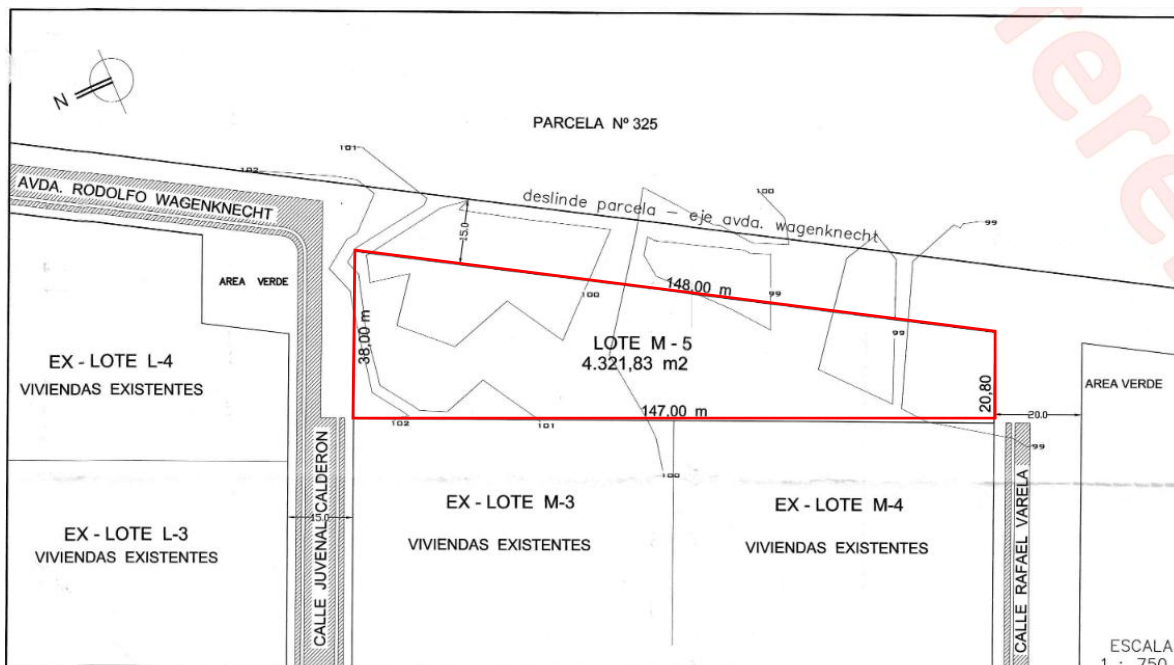 N
PARCELA Nº 325
102
101
AVDA. RODOLFO WAGENKNECHT
deslinde parcela - eje avda. wagenknecht
100
99
15.0
AREA VERDE
148,00 m
100
99
99
38,00 m
LOTE M - 5
4.321,83 m2
EX - LOTE L-4
VIVIENDAS EXISTENTES
20,80
AREA VERDE
147,00 m
20.0
102
101
100
99
EX - LOTE M-3
VIVIENDAS EXISTENTES
EX - LOTE M-4
VIVIENDAS EXISTENTES
15.0
EX - LOTE L-3
VIVIENDAS EXISTENTES
CALLE JUVENAL CALDERON
CALLE RAFAEL VARELA
ESCALA
1 : 750